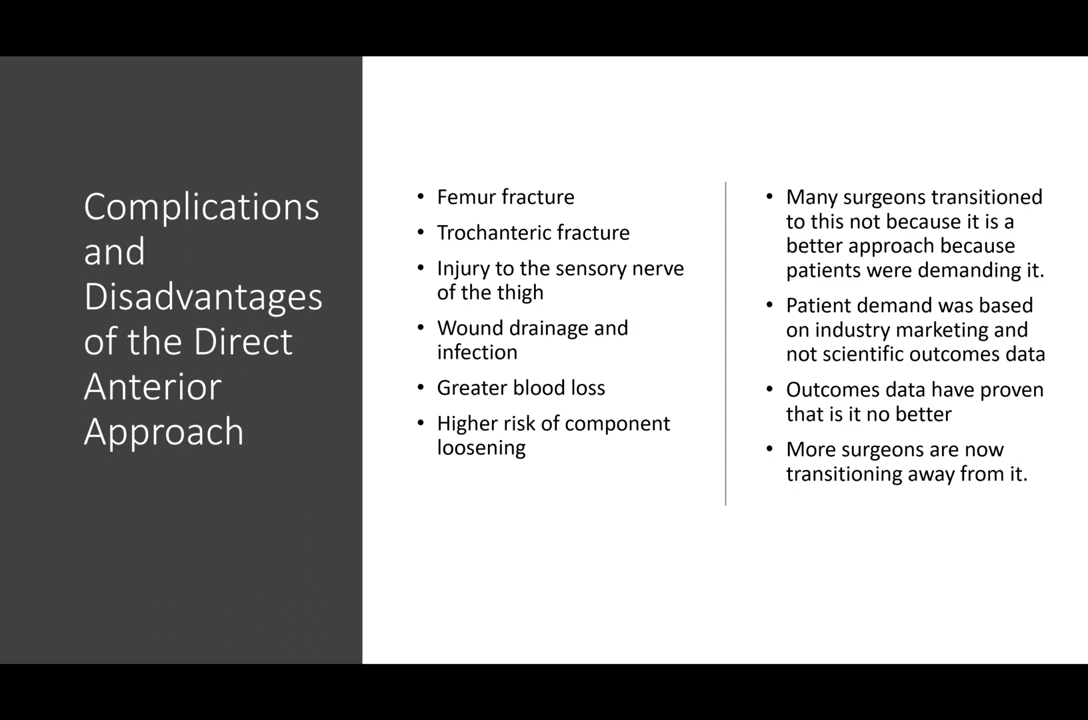 Complications
and
Disadvantages
of the Direct
Anterior
Approach
• Femur fracture
• Trochanteric fracture
• Injury to the sensory nerve
of the thigh
• Wound drainage and
infection
• Greater blood loss
• Higher risk of component
loosening
• Many surgeons transitioned
to this not because it is a
better approach because
patients were demanding it.
• Patient demand was based
on industry marketing and
not scientific outcomes data
• Outcomes data have proven
that is it no better
• More surgeons are now
transitioning away from it.